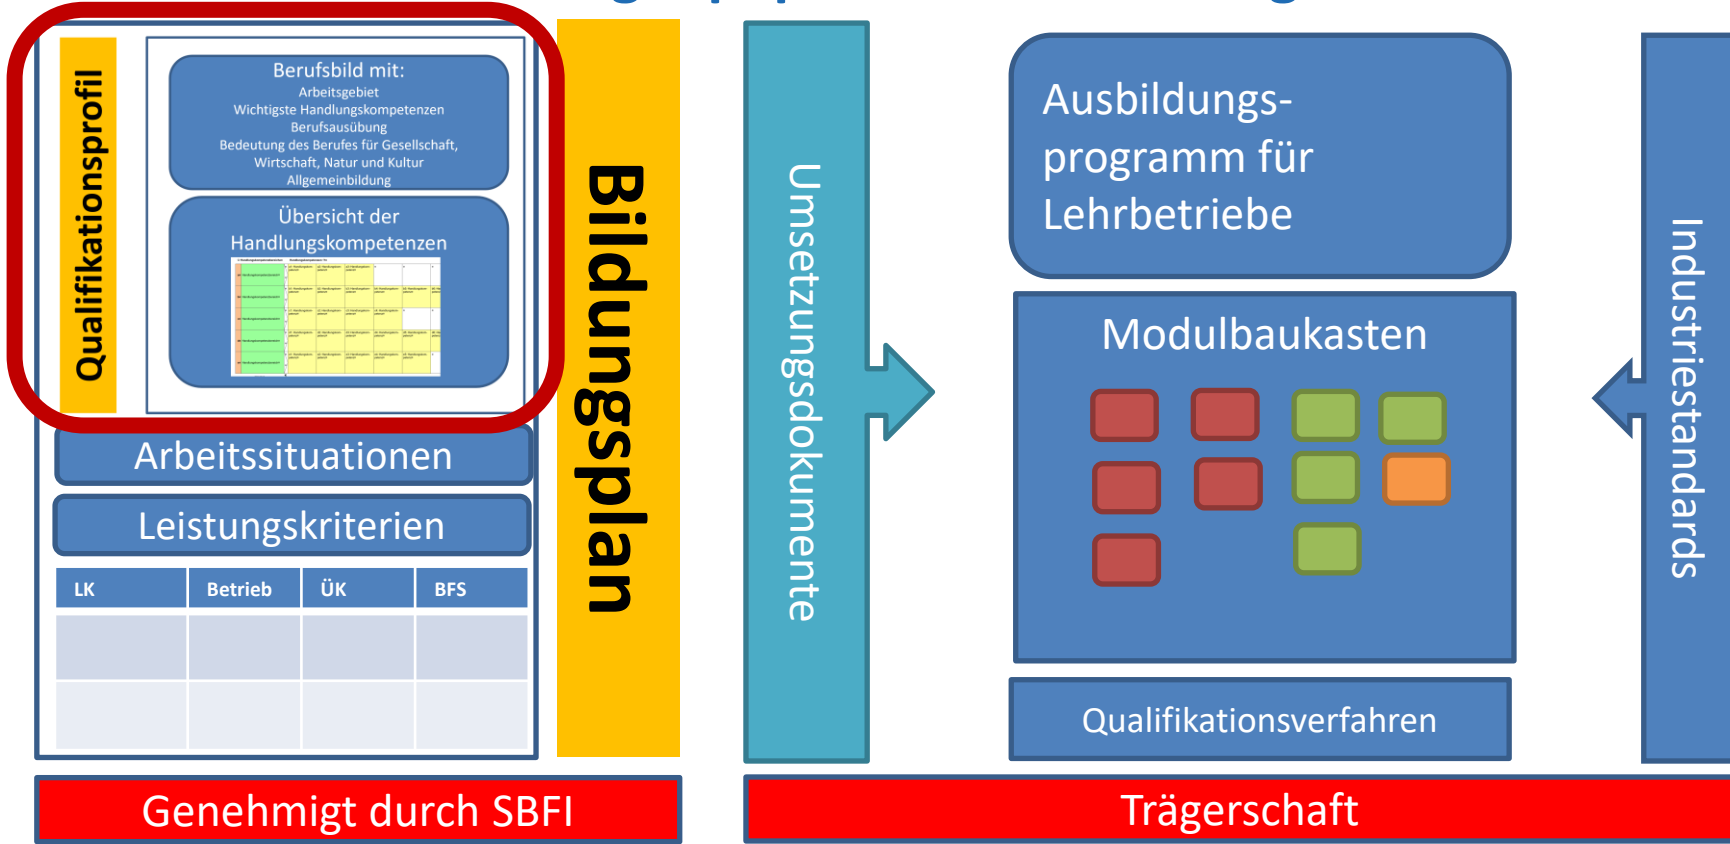 Qualifikationsprofil
Berufsbild mit:
Arbeitsgebiet
Wichtigste Handlungskompetenzen
Berufsausübung
Bedeutung des Berufes für Gesellschaft,
Wirtschaft, Natur und Kultur
Allgemeinbildung
Übersicht der
Handlungskompetenzen
Arbeitssituationen
Leistungskriterien
LK Betrieb ÜK BFS
Bildungsplan
Genehmigt durch SBFI
Umsetzungsdokumente
Ausbildungs-
programm für
Lehrbetriebe
Modulbaukasten
Qualifikationsverfahren
Industriestandards
Trägerschaft